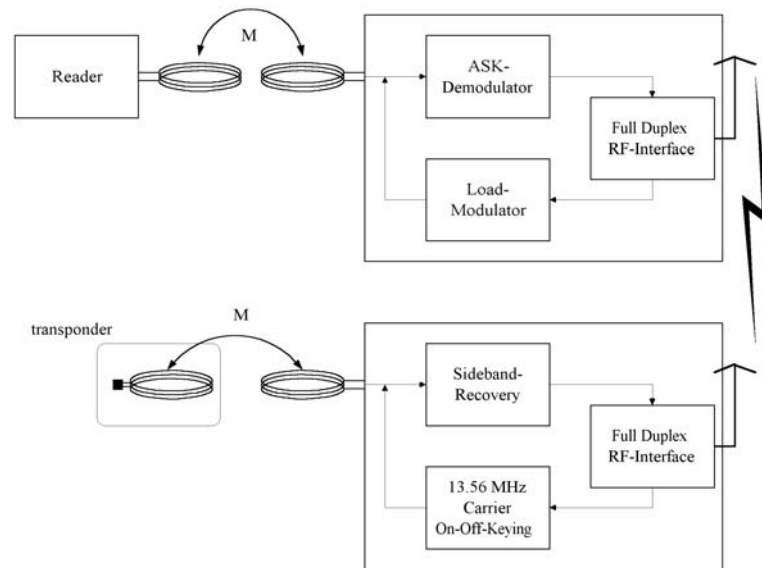 M
Reader
ASK-
Demodulator
Full Duplex
RF-Interface
Load-
Modulator
transponder
M
Sideband-
Recovery
Full Duplex
RF-Interface
13.56 MHz
Carrier
On-Off-Keying